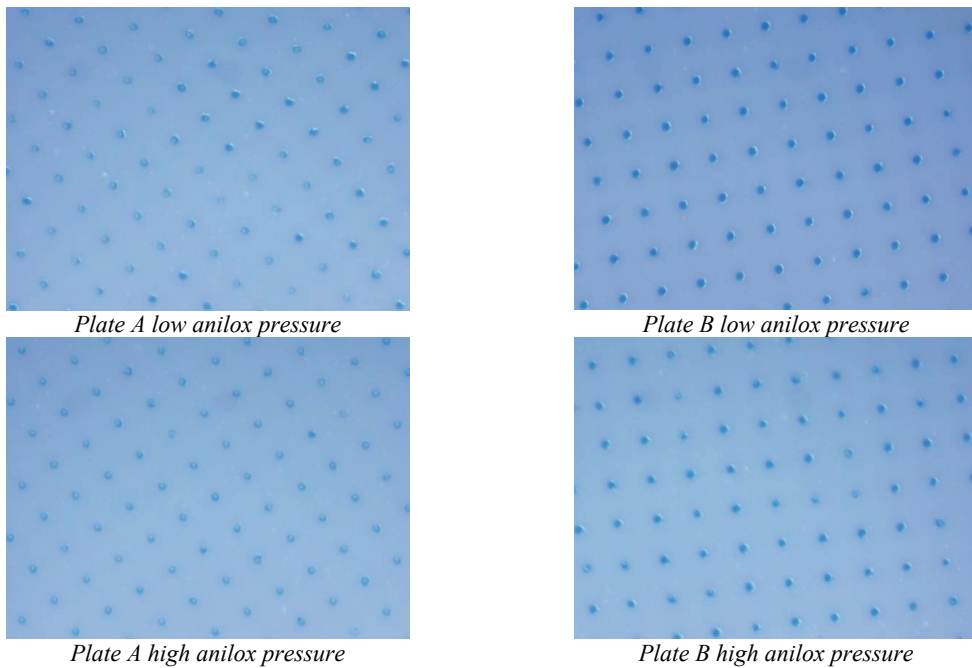 Plate A low anilox pressure
Plate B low anilox pressure
Plate A high anilox pressure
Plate B high anilox pressure